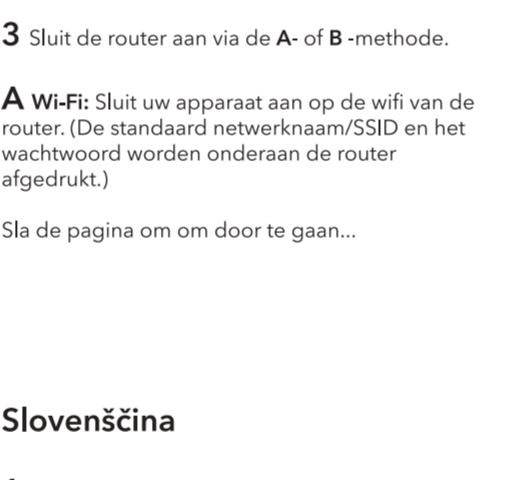 3 Sluit de router aan via de A- of B -methode.
A Wi-Fi: Sluit uw apparaat aan op de wifi van de
router. (De standaard netwerknaam/SSID en het
wachtwoord worden onderaan de router
afgedrukt.)
Sla de pagina om om door te gaan...
Slovenščina